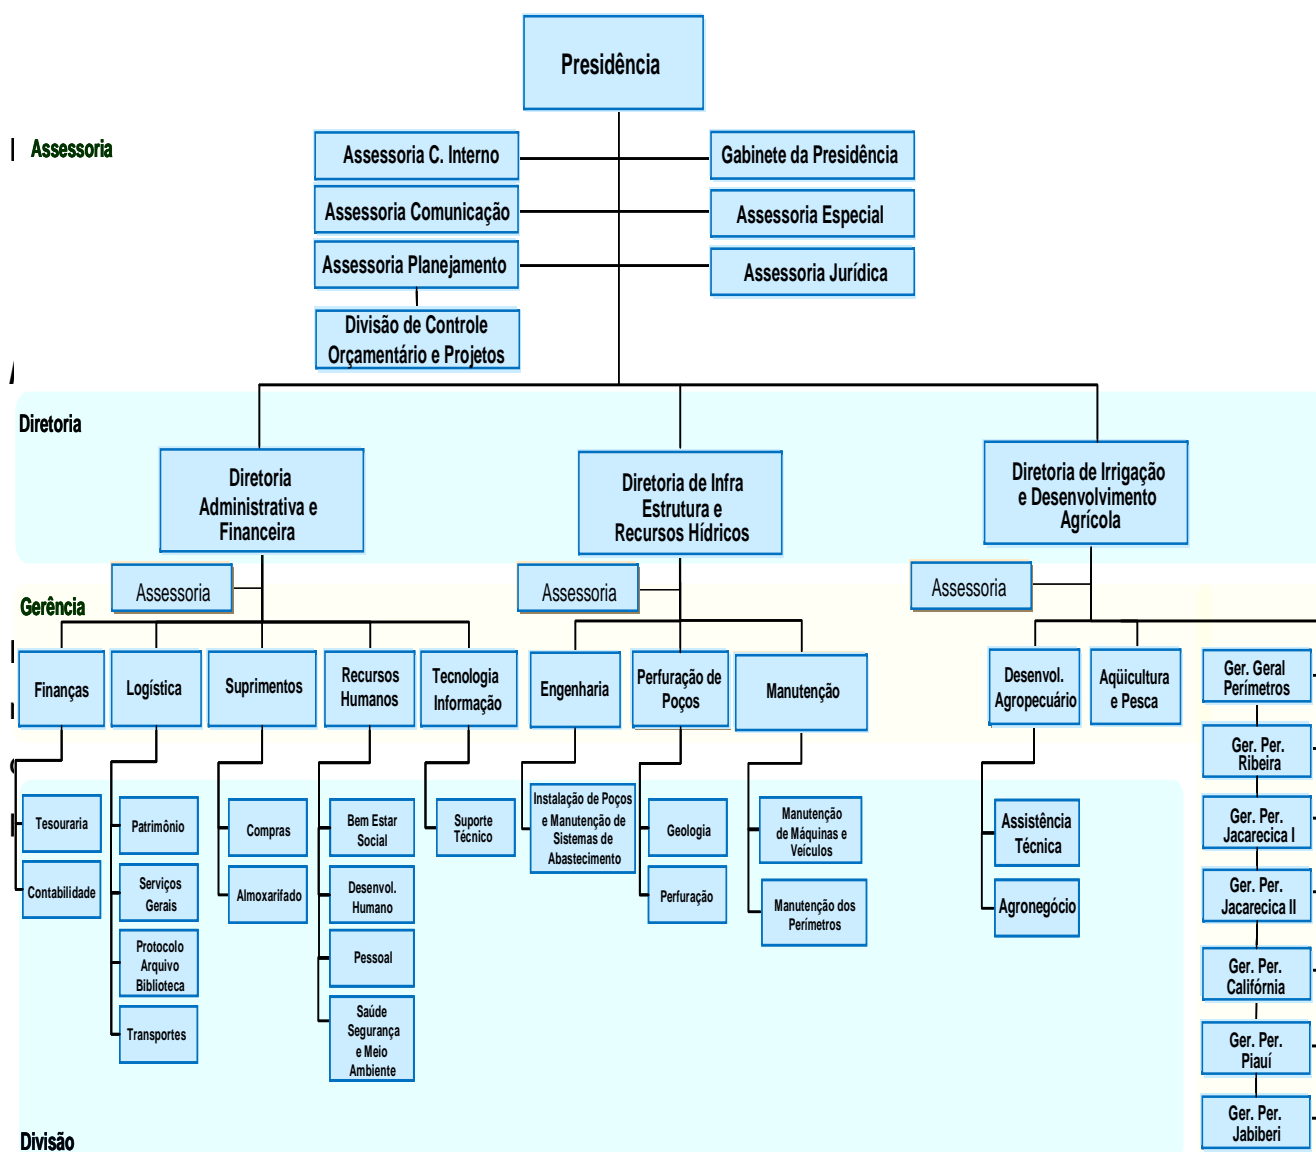 Presidência
Assessoria
Assessoria C. Interno
Gabinete da Presidência
Assessoria Comunicação
Assessoria Especial
Assessoria Planejamento
Assessoria Jurídica
Divisão de Controle
Orçamentário e Projetos
Diretoria
Diretoria
Administrativa e
Financeira
Diretoria de Infra
Estrutura e
Recursos Hídricos
Diretoria de Irrigação
e Desenvolvimento
Agrícola
Assessoria
Assessoria
Assessoria
Gerência
Finanças
Logística
Suprimentos
Recursos
Humanos
Tecnologia
Informação
Engenharia
Perfuração de
Poços
Manutenção
Desenvol.
Agropecuário
Aqüicultura
e Pesca
Ger. Geral
Perímetros
Ger. Per.
Ribeira
Ger. Per.
Jacarecica I
Ger. Per.
Jacarecica II
Ger. Per.
Califórnia
Ger. Per.
Piauí
Ger. Per.
Jabiberi
Tesouraria
Contabilidade
Patrimônio
Serviços
Gerais
Protocolo
Arquivo
Biblioteca
Transportes
Compras
Almoxarifado
Bem Estar
Social
Desenvol.
Humano
Pessoal
Saúde
Segurança
e Meio
Ambiente
Suporte
Técnico
Instalação de Poços
e Manutenção de
Sistemas de
Abastecimento
Geologia
Perfuração
Manutenção
de Máquinas e
Veículos
Manutenção dos
Perímetros
Assistência
Técnica
Agronegócio
Divisão